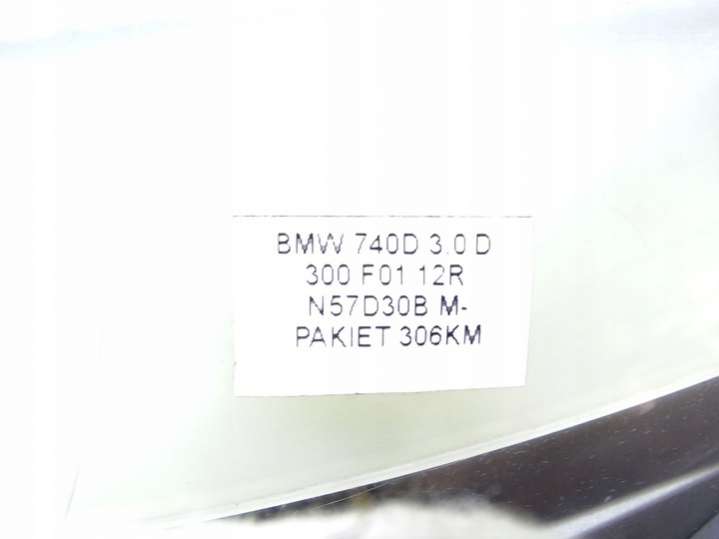 BMW 740D 3.0 D
300 F01 12R
N57D30B M-
PAKIET 306KM